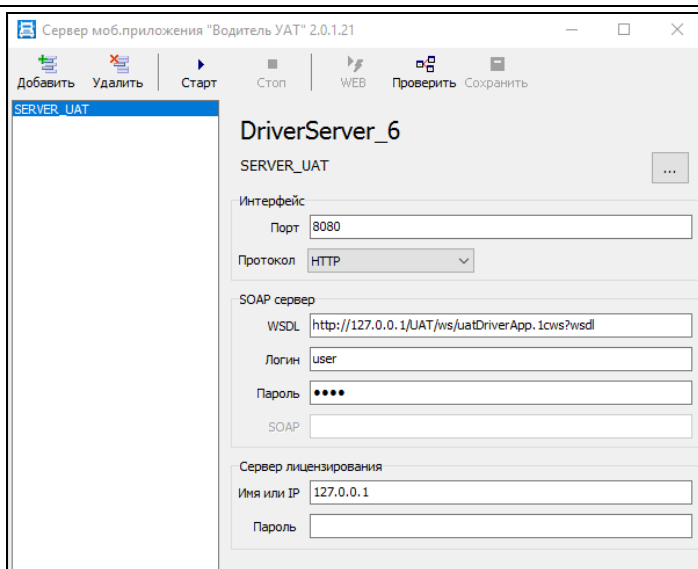 Сервер моб.приложения "Водитель УАТ" 2.0.1.21
Добавить Удалить Старт Стоп WEB Проверить Сохранить
SERVER_UAT
DriverServer_6
SERVER_UAT
...
Интерфейс
Порт 8080
Протокол HTTP
SOAP сервер
WSDL http://127.0.0.1/UAT/ws/uatDriverApp.1cws?wsdl
Логин user
Пароль ••••
SOAP
Сервер лицензирования
Имя или IP 127.0.0.1
Пароль